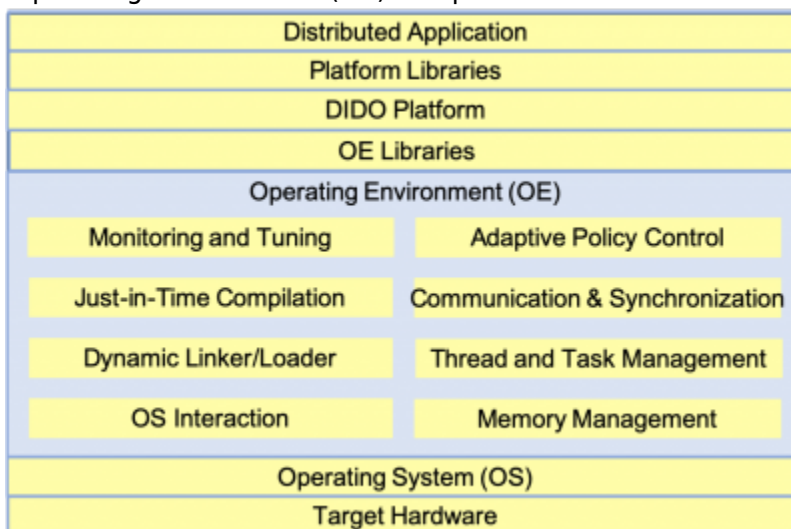 Distributed Application
Platform Libraries
DIDO Platform
OE Libraries
Operating Environment (OE)
Monitoring and Tuning
Adaptive Policy Control
Just-in-Time Compilation
Communication & Synchronization
Dynamic Linker/Loader
Thread and Task Management
OS Interaction
Memory Management
Operating System (OS)
Target Hardware